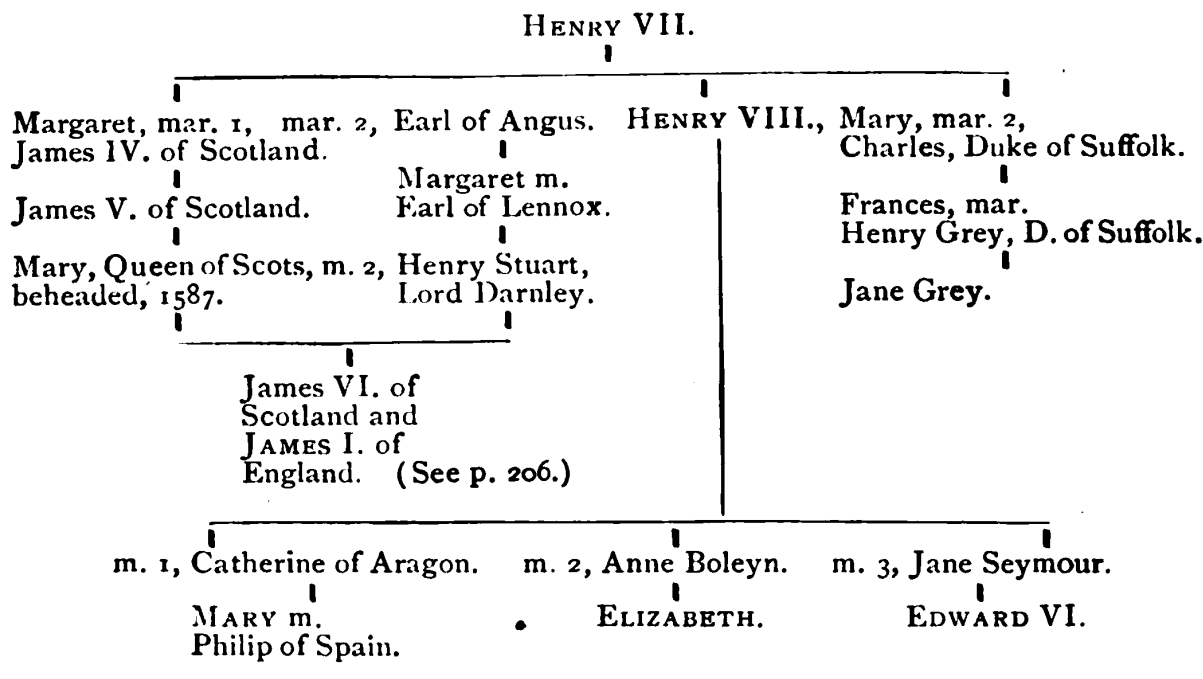 HENRY VII.
Margaret, mar. 1, mar. 2, Earl of Angus. HENRY VIII., Mary, mar. 2,
James IV. of Scotland. Charles, Duke of Suffolk.
Margaret m.
James V. of Scotland. Earl of Lennox. Frances, mar.
Henry Grey, D. of Suffolk.
Mary, Queen of Scots, m. 2, Henry Stuart,
beheaded, 1587. Lord Darnley. Jane Grey.
James VI. of
Scotland and
JAMES I. of
England. (See p. 206.)
m. 1, Catherine of Aragon. m. 2, Anne Boleyn. m. 3, Jane Seymour.
MARY m. ELIZABETH. EDWARD VI.
Philip of Spain.